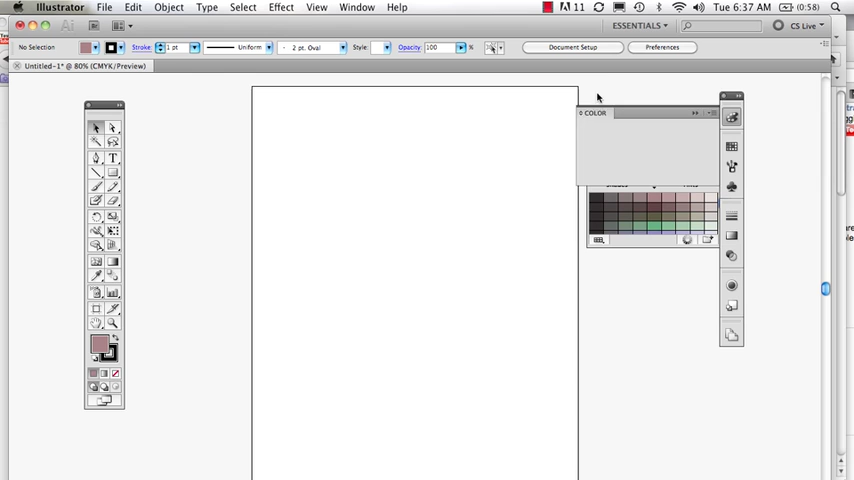 Illustrator File Edit Object Type Select Effect View Window Help 11 Tue 6:37 AM (0:58)
Ai ESSENTIALS CS Live
No Selection Stroke: 1 pt Uniform 2 pt. Oval Style: Opacity: 100 % Document Setup Preferences
Untitled-1* @ 80% (CMYK/Preview)
COLOR